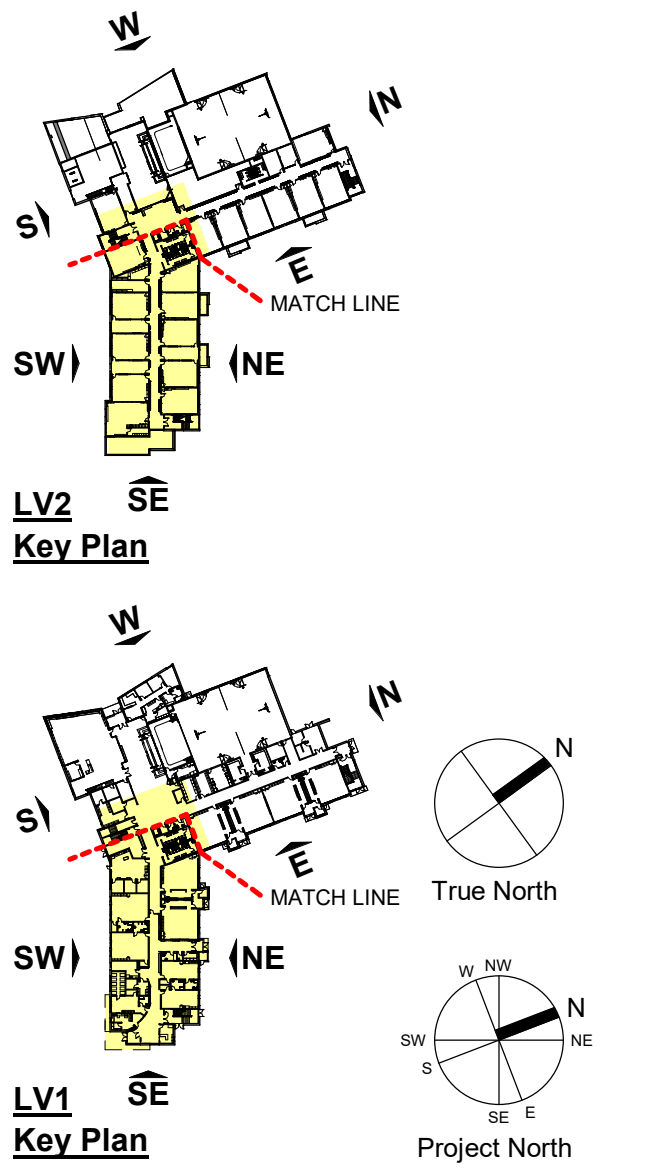 W
N
S
E
MATCH LINE
SW
NE
SE
LV2
Key Plan
W
N
S
E
MATCH LINE
SW
NE
SE
LV1
Key Plan
N
True North
W
NW
N
SW
NE
S
SE
E
Project North